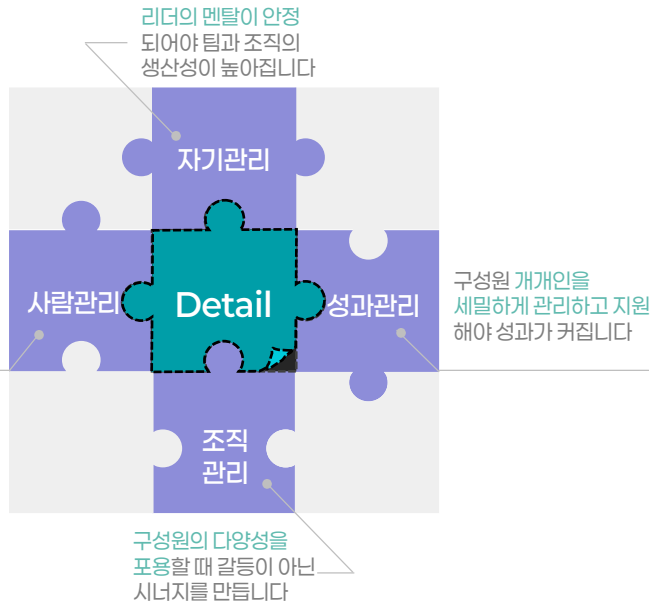 리더의 멘탈이 안정
되어야 팀과 조직의
생산성이 높아집니다
자기관리
사람관리
Detail
성과관리
구성원 개개인을
세밀하게 관리하고 지원
해야 성과가 커집니다
조직
관리
구성원의 다양성을
포용할 때 갈등이 아닌
시너지를 만듭니다